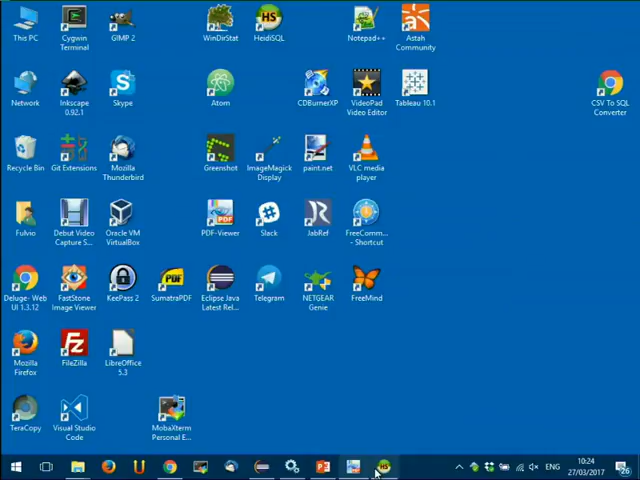 This PC
Cygwin
Terminal
GIMP 2
WinDirStat
HeidiSQL
Notepad++
Astah
Community
Network
Inkscape
0.92.1
Skype
Atom
CDBurnerXP
VideoPad
Video Editor
Tableau 10.1
CSV To SQL
Converter
Recycle Bin
Git Extensions
Mozilla
Thunderbird
Greenshot
ImageMagick
Display
paint.net
VLC media
player
Fulvio
Debut Video
Capture S...
Oracle VM
VirtualBox
PDF-Viewer
Slack
JabRef
FreeComm...
- Shortcut
Deluge- Web
UI 1.3.12
FastStone
Image Viewer
KeePass 2
SumatraPDF
Eclipse Java
Latest Rel...
Telegram
NETGEAR
Genie
FreeMind
Mozilla
Firefox
FileZilla
LibreOffice
5.3
TeraCopy
Visual Studio
Code
MobaXterm
Personal E...
ENG
10:24
27/03/2017
26